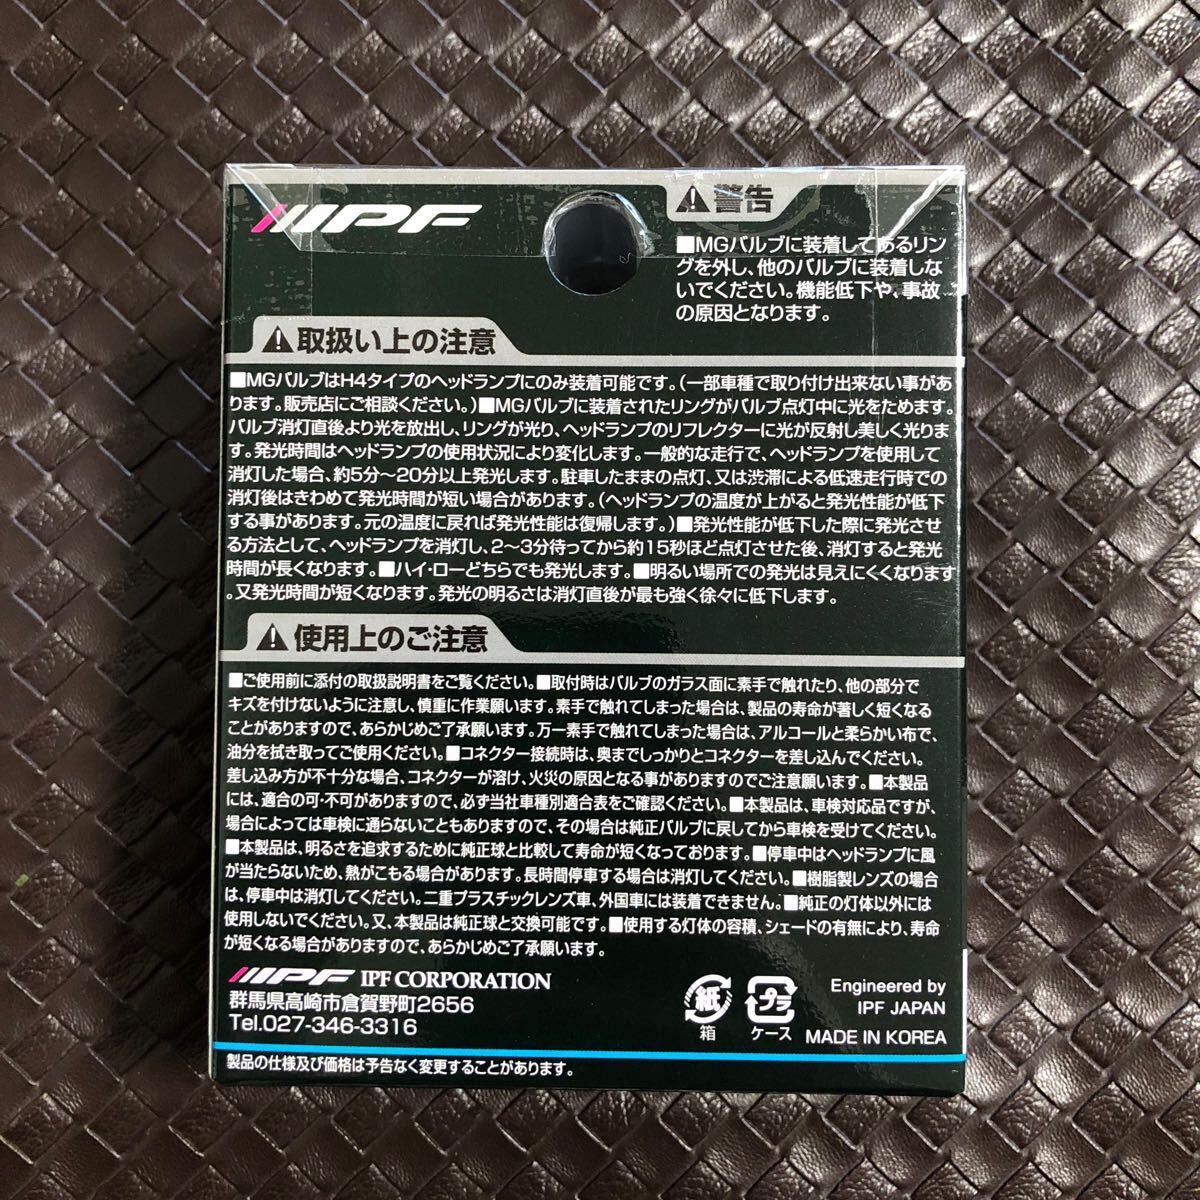 IPF
警告
■MGバルブに装着してあるリン
グを外し、他のバルブに装着しな
いでください。機能低下や、事故
の原因となります。
取扱い上の注意
■MGバルブはH4タイプのヘッドランプにのみ装着可能です。(一部車種で取り付け出来ない事があ
ります。販売店にご相談ください。)■MGバルブに装着されたリングがバルブ点灯中に光をためます。
バルブ消灯直後より光を放出し、リングが光り、ヘッドランプのリフレクターに光が反射し美しく光りま
す。発光時間はヘッドランプの使用状況により変化します。一般的な走行で、ヘッドランプを使用して
消灯した場合、約5分〜20分以上発光します。駐車したままの点灯、又は渋滞による低速走行時での
消灯後はきわめて発光時間が短い場合があります。(ヘッドランプの温度が上がると発光性能が低下
する事があります。元の温度に戻れば発光性能は復帰します。)■発光性能が低下した際に発光させ
る方法として、ヘッドランプを消灯し、2〜3分待ってから約15秒ほど点灯させた後、消灯すると発光
時間が長くなります。■ハイ・ローどちらでも発光します。■明るい場所での発光は見えにくくなります
。又発光時間が短くなります。発光の明るさは消灯直後が最も強く徐々に低下します。
使用上のご注意
■ご使用前に添付の取扱説明書をご覧ください。■取付時はバルブのガラス面に素手で触れたり、他の部分で
キズを付けないように注意し、慎重に作業願います。素手で触れてしまった場合は、製品の寿命が著しく短くなる
ことがありますので、あらかじめご了承願います。万一素手で触れてしまった場合は、アルコールと柔らかい布で、
油分を拭き取ってご使用ください。■コネクター接続時は、奥までしっかりとコネクターを差し込んでください。
差し込み方が不十分な場合、コネクターが溶け、火災の原因となる事がありますのでご注意願います。■本製品
には、適合の可・不可がありますので、必ず当社車種別適合表をご確認ください。■本製品は、車検対応品ですが、
場合によっては車検に通らないこともありますので、その場合は純正バルブに戻してから車検を受けてください。
■本製品は、明るさを追求するために純正球と比較して寿命が短くなっております。■停車中はヘッドランプに風
が当たらないため、熱がこもる場合があります。長時間停車する場合は消灯してください。■樹脂製レンズの場合
は、停車中は消灯してください。二重プラスチックレンズ車、外国車には装着できません。■純正の灯体以外には
使用しないでください。又、本製品は純正球と交換可能です。■使用する灯体の容積、シェードの有無により、寿命
が短くなる場合がありますので、あらかじめご了承願います。
IPF IPF CORPORATION
群馬県高崎市倉賀野町2656
Tel.027-346-3316
紙
箱
プラ
ケース
Engineered by
IPF JAPAN
MADE IN KOREA
製品の仕様及び価格は予告なく変更することがあります。